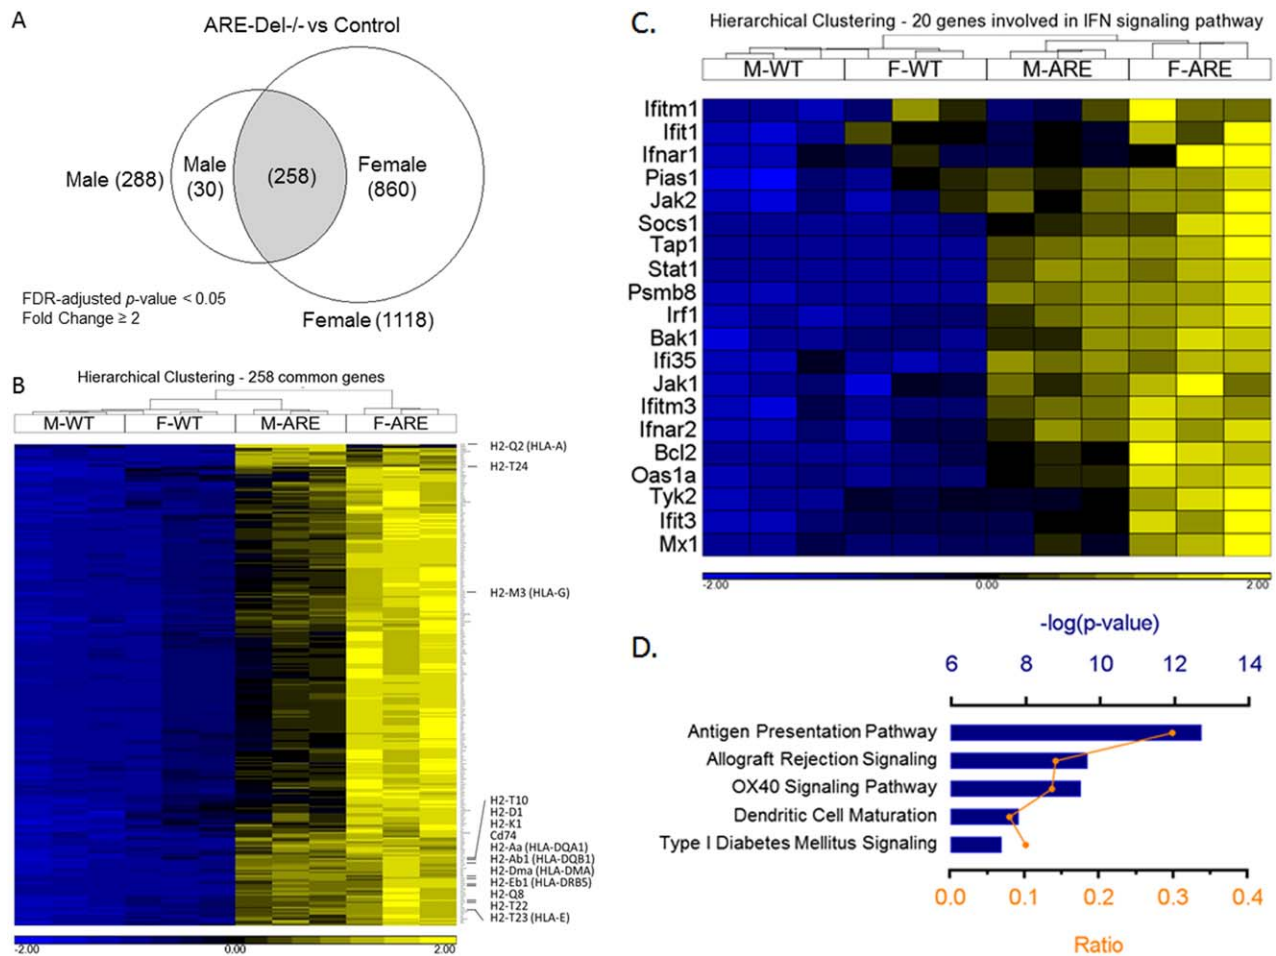 A
ARE-Del-/- vs Control
Male (288)
Male
(30)
(258)
Female
(860)
FDR-adjusted p-value < 0.05
Fold Change ≥ 2
Female (1118)
B
Hierarchical Clustering - 258 common genes
M-WT F-WT M-ARE F-ARE
H2-Q2 (HLA-A)
H2-T24
H2-M3 (HLA-G)
H2-T10
H2-D1
H2-K1
Cd74
H2-Aa (HLA-DQA1)
H2-Ab1 (HLA-DQB1)
H2-Dma (HLA-DMA)
H2-Eb1 (HLA-DRB5)
H2-Q8
H2-T22
H2-T23 (HLA-E)
-2.00 0.00 2.00
C.
Hierarchical Clustering - 20 genes involved in IFN signaling pathway
M-WT F-WT M-ARE F-ARE
Ifitm1
Ifit1
Ifnar1
Pias1
Jak2
Socs1
Tap1
Stat1
Psmb8
Irf1
Bak1
Ifi35
Jak1
Ifitm3
Ifnar2
Bcl2
Oas1a
Tyk2
Ifit3
Mx1
-2.00 0.00 2.00
D.
-log(p-value)
6 8 10 12 14
Antigen Presentation Pathway
Allograft Rejection Signaling
OX40 Signaling Pathway
Dendritic Cell Maturation
Type I Diabetes Mellitus Signaling
0.0 0.1 0.2 0.3 0.4
Ratio